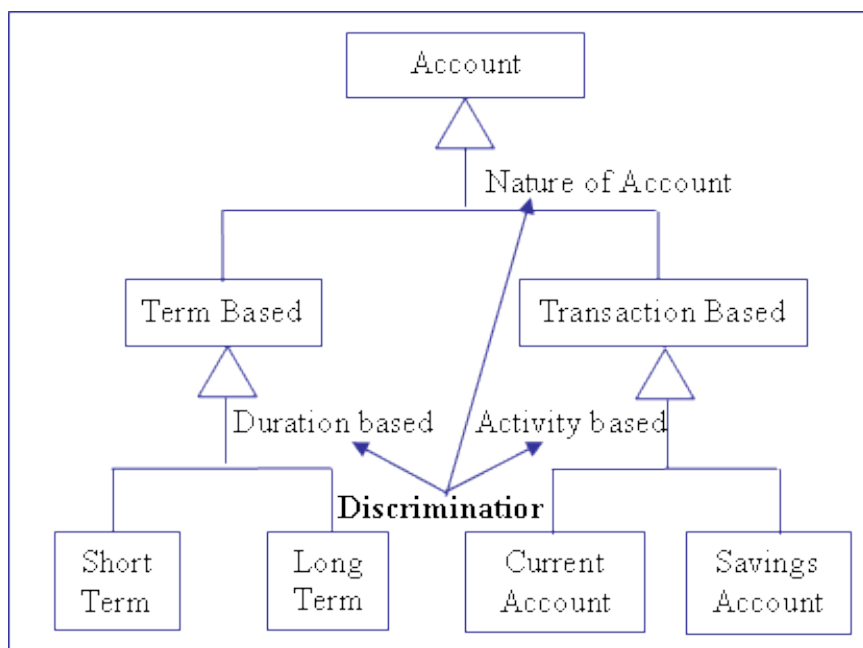 Account
Nature of Account
Term Based
Transaction Based
Duration based
Activity based
Discriminatior
Short
Term
Long
Term
Current
Account
Savings
Account